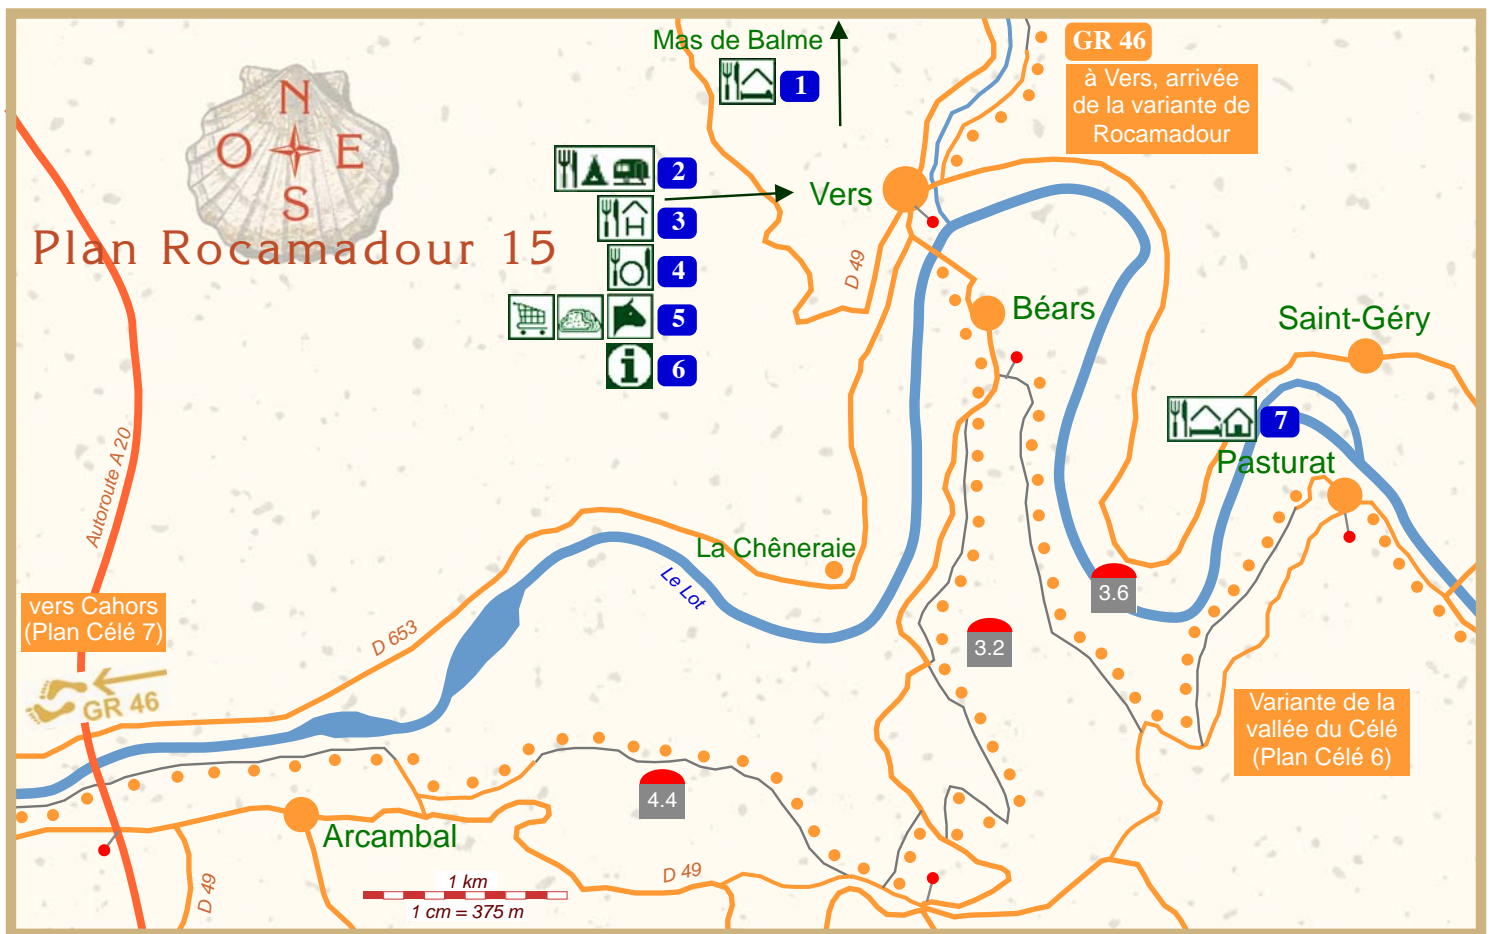 Mas de Balme
1
GR 46
à Vers, arrivée
de la variante de
Rocamadour
N
O E
S
Plan Rocamadour 15
2
3
4
5
6
H
i
Vers
D 49
Béars
Saint-Géry
7
Pasturat
Autoroute A 20
La Chêneraie
Le Lot
vers Cahors
(Plan Célé 7)
GR 46
D 653
3.6
3.2
Variante de la
vallée du Célé
(Plan Célé 6)
4.4
Arcambal
D 49
D 49
1 km
1 cm = 375 m